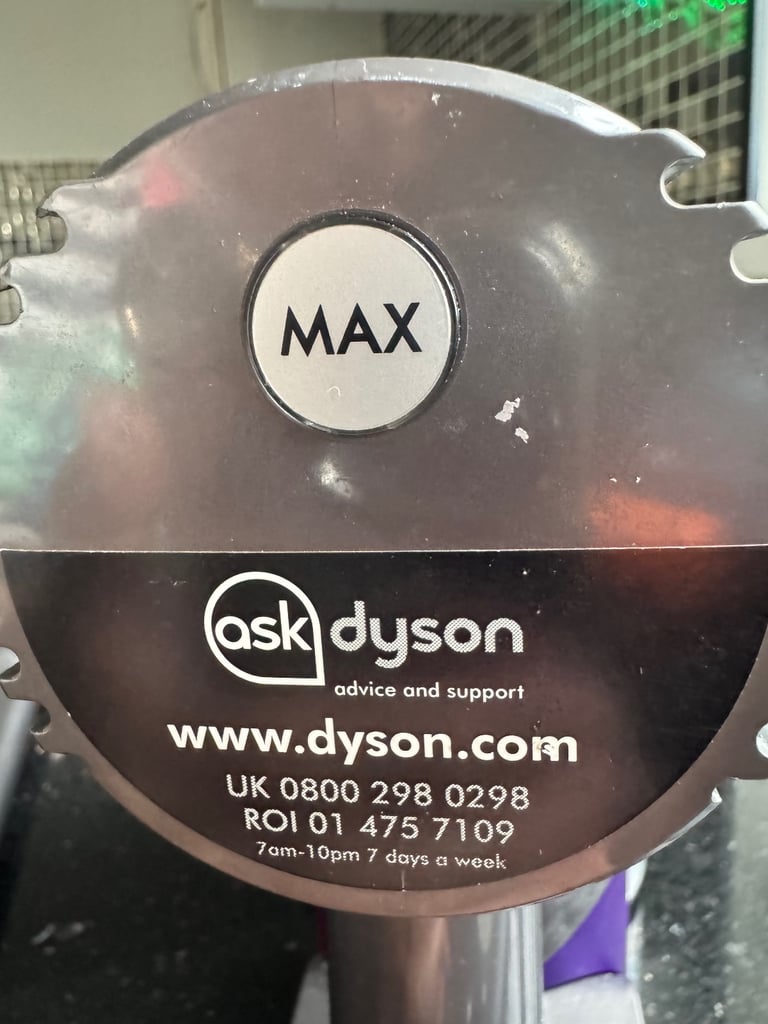 MAX
ask dyson
advice and support
www.dyson.com
UK 0800 298 0298
ROI 01 475 7109
7am-10pm 7 days a week